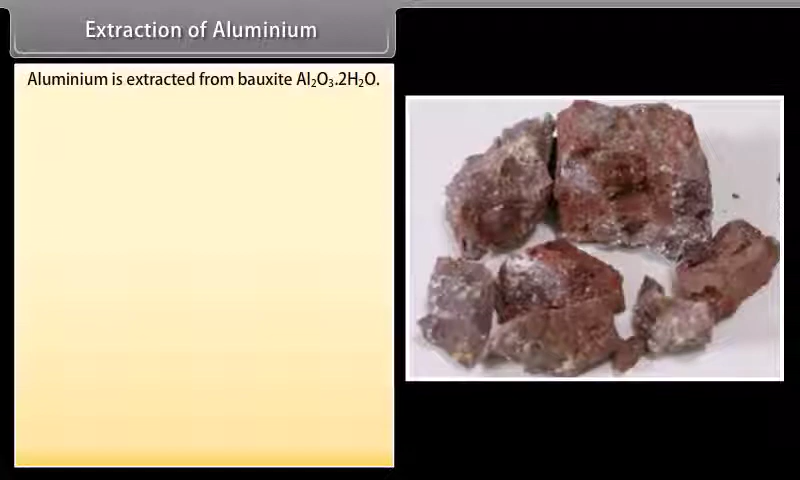 Extraction of Aluminium
Aluminium is extracted from bauxite Al₂O₃.2H₂O.